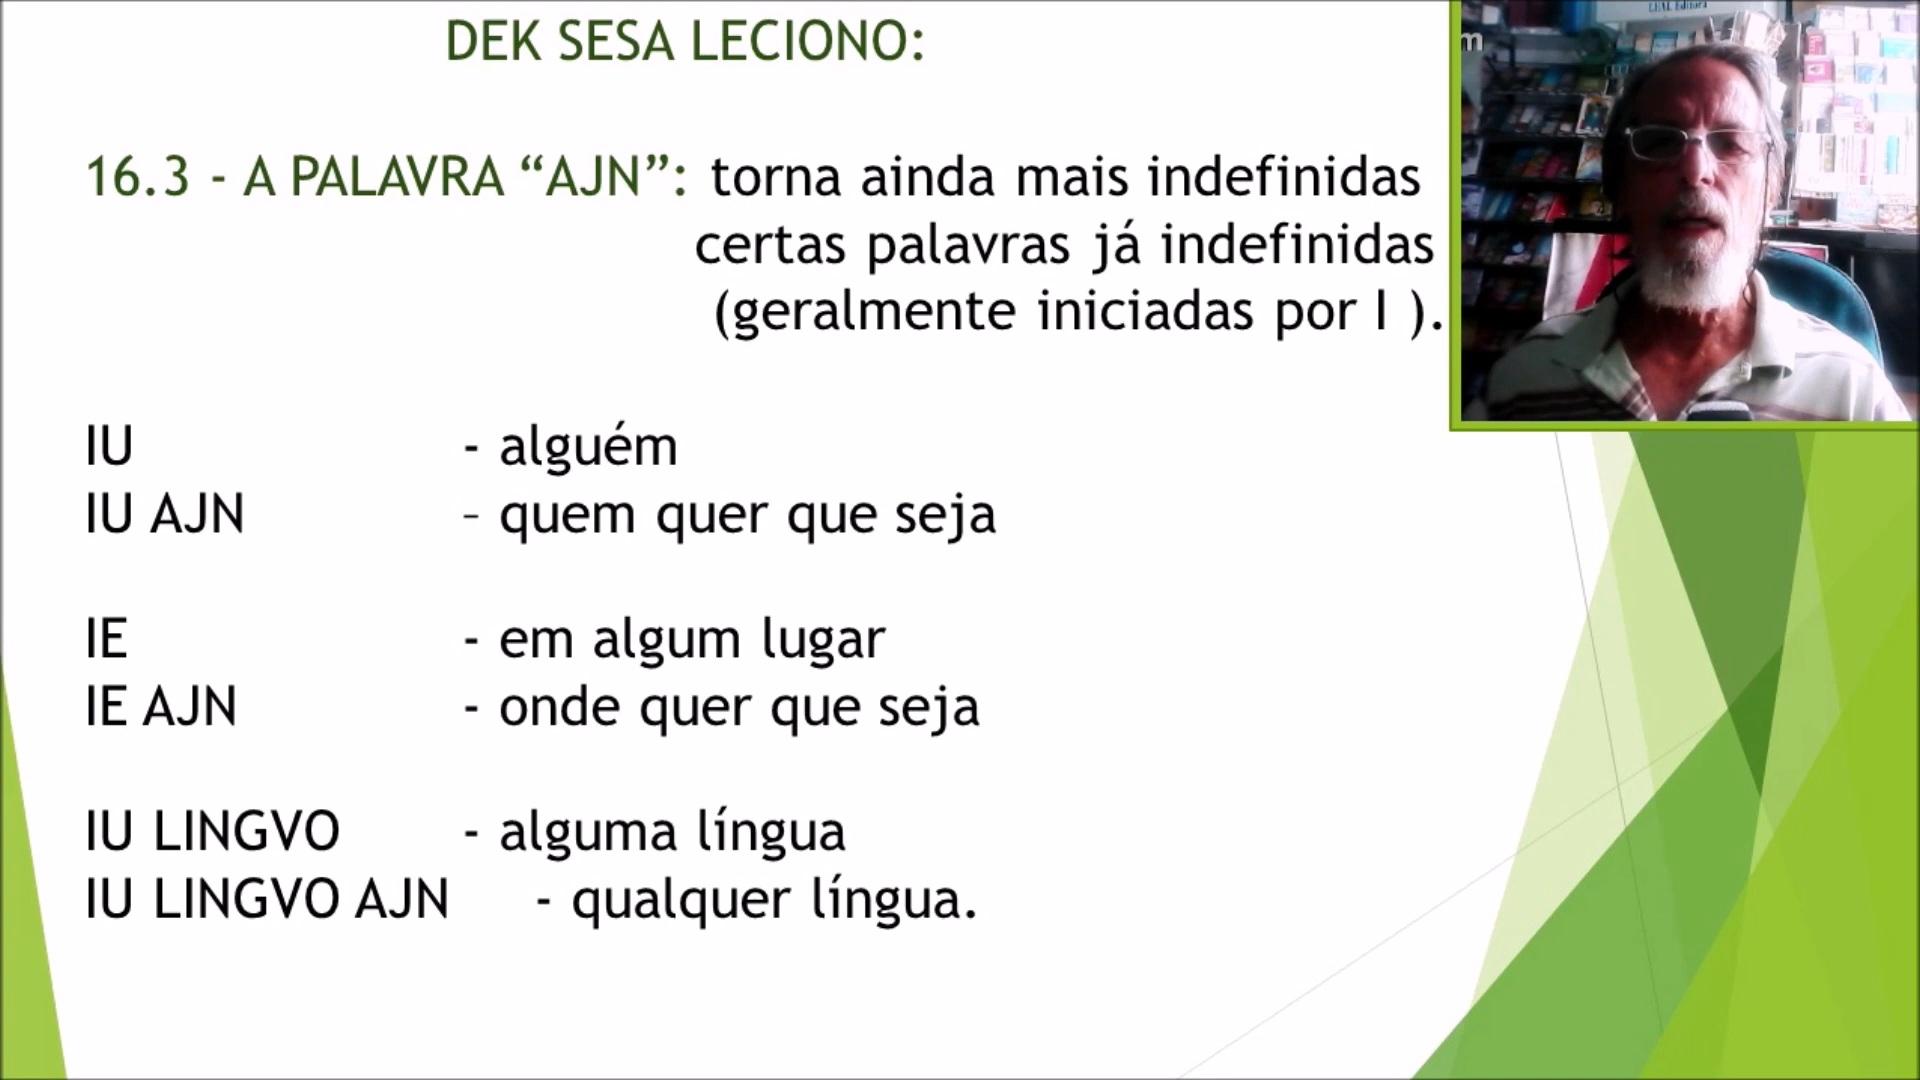 DEK SESA LECIONO:
16.3 - A PALAVRA “AJN”: torna ainda mais indefinidas
certas palavras já indefinidas
(geralmente iniciadas por I ).
IU - alguém
IU AJN – quem quer que seja
IE - em algum lugar
IE AJN - onde quer que seja
IU LINGVO - alguma língua
IU LINGVO AJN - qualquer língua.